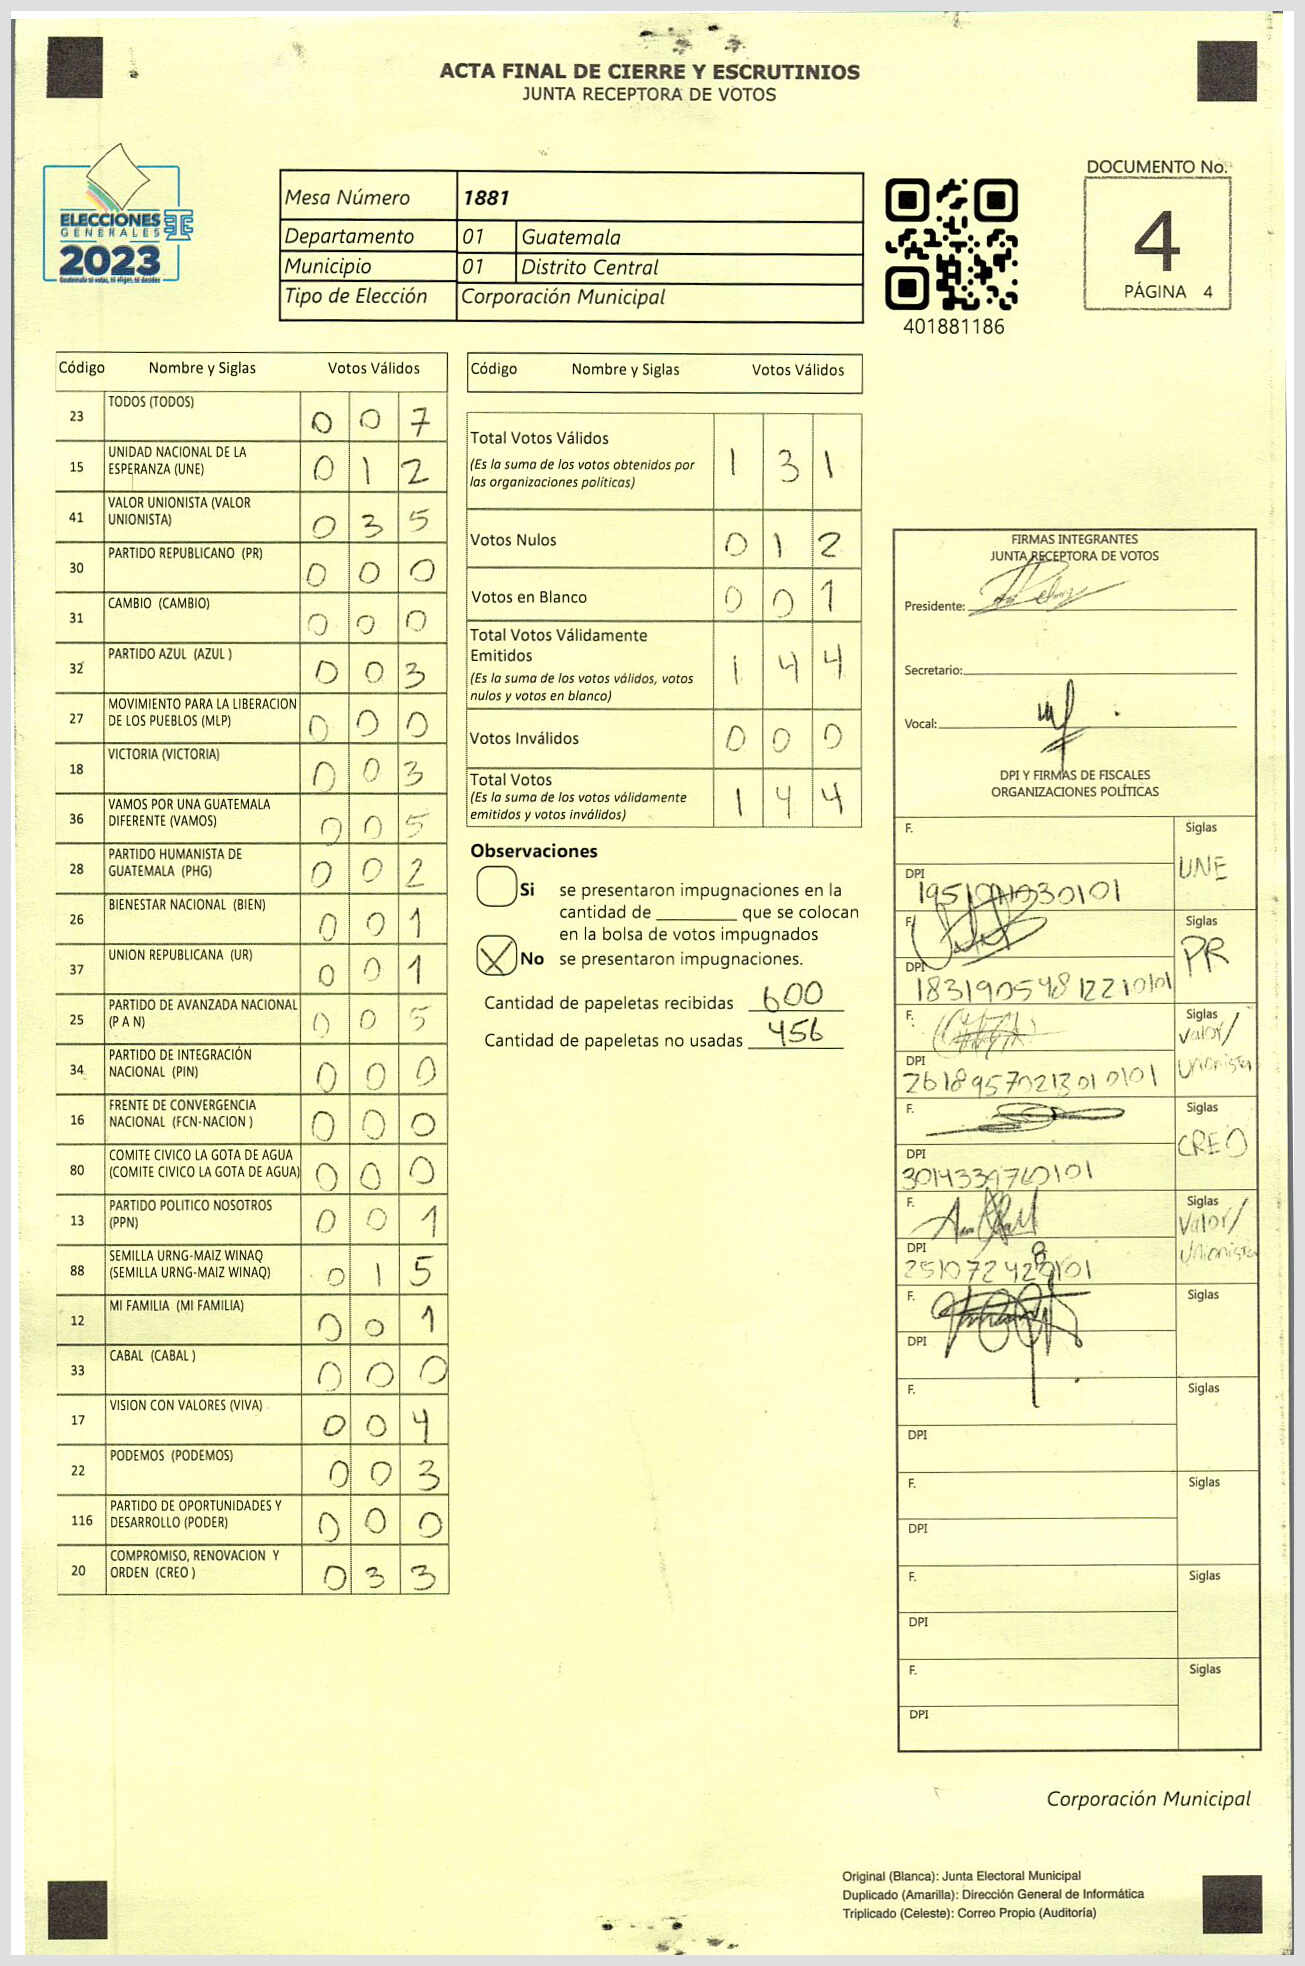 ACTA FINAL DE CIERRE Y ESCRUTINIOS
JUNTA RECEPTORA DE VOTOS
ELECCIONES
GENERALES
2023
Mesa Número 1881
Departamento 01 Guatemala
Municipio 01 Distrito Central
Tipo de Elección Corporación Municipal
401881186
DOCUMENTO No.
4
PÁGINA 4
Código Nombre y Siglas Votos Válidos
23 TODOS (TODOS) 0 0 7
15 UNIDAD NACIONAL DE LA
ESPERANZA (UNE) 0 1 2
41 VALOR UNIONISTA (VALOR
UNIONISTA) 0 3 5
30 PARTIDO REPUBLICANO (PR) 0 0 0
31 CAMBIO (CAMBIO) 0 0 0
32 PARTIDO AZUL (AZUL ) 0 0 3
27 MOVIMIENTO PARA LA LIBERACION
DE LOS PUEBLOS (MLP) 0 0 0
18 VICTORIA (VICTORIA) 0 0 3
36 VAMOS POR UNA GUATEMALA
DIFERENTE (VAMOS) 0 0 5
28 PARTIDO HUMANISTA DE
GUATEMALA (PHG) 0 0 2
26 BIENESTAR NACIONAL (BIEN) 0 0 1
37 UNION REPUBLICANA (UR) 0 0 1
25 PARTIDO DE AVANZADA NACIONAL
(P A N) 0 0 5
34 PARTIDO DE INTEGRACIÓN
NACIONAL (PIN) 0 0 0
16 FRENTE DE CONVERGENCIA
NACIONAL (FCN-NACION ) 0 0 0
80 COMITE CIVICO LA GOTA DE AGUA
(COMITE CIVICO LA GOTA DE AGUA) 0 0 0
13 PARTIDO POLITICO NOSOTROS
(PPN) 0 0 1
88 SEMILLA URNG-MAIZ WINAQ
(SEMILLA URNG-MAIZ WINAQ) 0 1 5
12 MI FAMILIA (MI FAMILIA) 0 0 1
33 CABAL (CABAL ) 0 0 0
17 VISION CON VALORES (VIVA) 0 0 4
22 PODEMOS (PODEMOS) 0 0 3
116 PARTIDO DE OPORTUNIDADES Y
DESARROLLO (PODER) 0 0 0
20 COMPROMISO, RENOVACION Y
ORDEN (CREO ) 0 3 3
Código Nombre y Siglas Votos Válidos
Total Votos Válidos 1 3 1
(Es la suma de los votos obtenidos por
las organizaciones políticas)
Votos Nulos 0 1 2
Votos en Blanco 0 0 1
Total Votos Válidamente
Emitidos 1 4 4
(Es la suma de los votos válidos, votos
nulos y votos en blanco)
Votos Inválidos 0 0 0
Total Votos 1 4 4
(Es la suma de los votos válidamente
emitidos y votos inválidos)
Observaciones
Si se presentaron impugnaciones en la
cantidad de ________ que se colocan
en la bolsa de votos impugnados
X No se presentaron impugnaciones.
Cantidad de papeletas recibidas 600
Cantidad de papeletas no usadas 456
FIRMAS INTEGRANTES
JUNTA RECEPTORA DE VOTOS
Presidente:
Secretario:
Vocal:
DPI Y FIRMAS DE FISCALES
ORGANIZACIONES POLÍTICAS
F. Siglas
UNE
DPI
F. Siglas
PR
DPI
1831905481221010
F. Siglas
Valor/
Unionista
DPI
F. Siglas
CREO
DPI
F. Siglas
Valor/
Unionista
DPI
F. Siglas
DPI
F. Siglas
DPI
F. Siglas
DPI
F. Siglas
DPI
F. Siglas
DPI
Corporación Municipal
Original (Blanca): Junta Electoral Municipal
Duplicado (Amarilla): Dirección General de Informática
Triplicado (Celeste): Correo Propio (Auditoría)